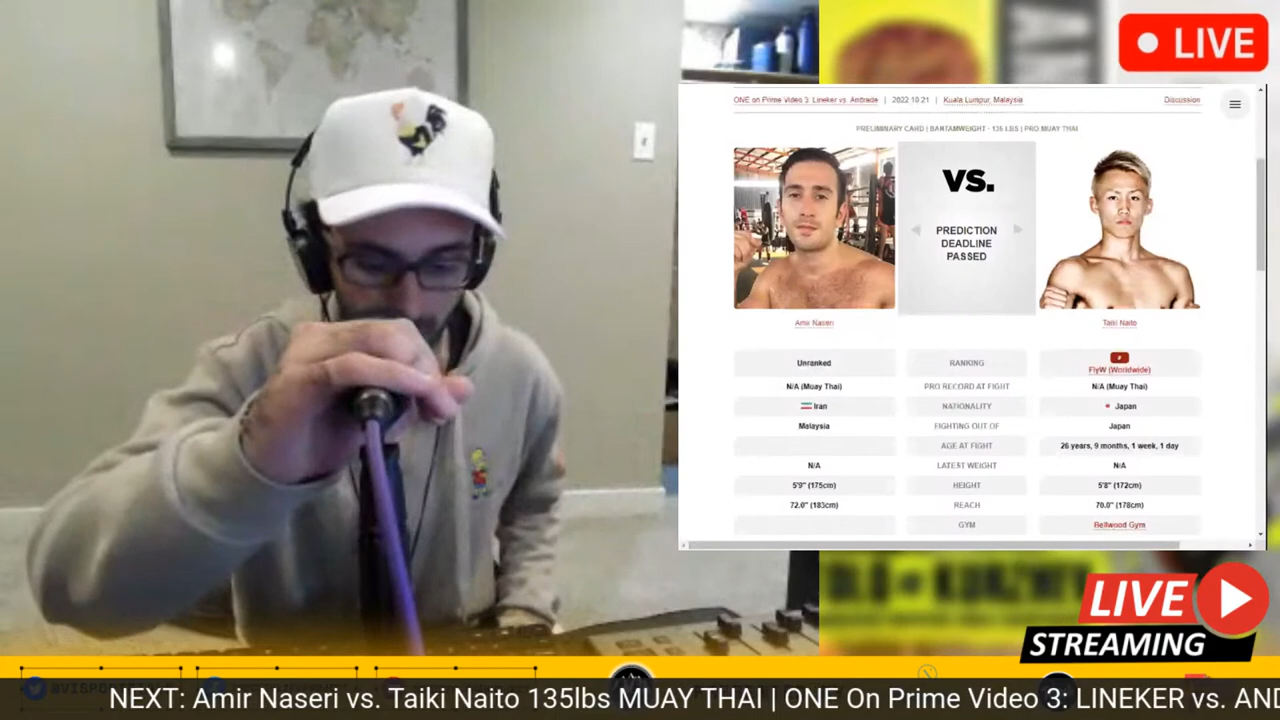 LIVE
ONE on Prime Video 3: Lineker vs. Andrade | 2022.10.21 | Kuala Lumpur, Malaysia
Discussion
PRELIMINARY CARD | BANTAMWEIGHT · 135 LBS | PRO MUAY THAI
VS.
PREDICTION
DEADLINE
PASSED
Amir Naseri
Taiki Naito
Unranked RANKING
FlyW (Worldwide)
N/A (Muay Thai) PRO RECORD AT FIGHT N/A (Muay Thai)
Iran NATIONALITY Japan
Malaysia FIGHTING OUT OF Japan
AGE AT FIGHT 26 years, 9 months, 1 week, 1 day
N/A LATEST WEIGHT N/A
5'9" (175cm) HEIGHT 5'8" (172cm)
72.0" (183cm) REACH 70.0" (178cm)
GYM Bellwood Gym
LIVE
STREAMING
NEXT: Amir Naseri vs. Taiki Naito 135lbs MUAY THAI | ONE On Prime Video 3: LINEKER vs. AND